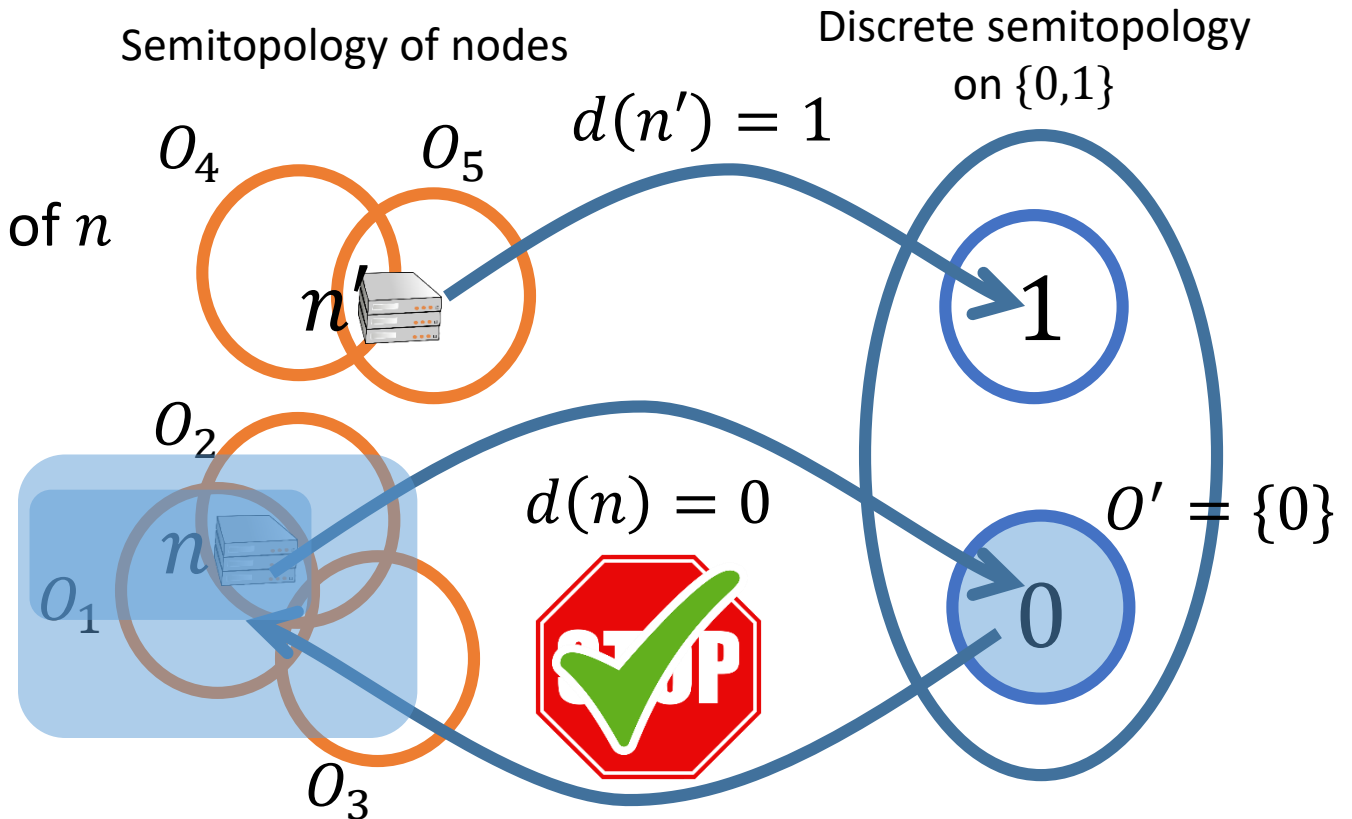 Semitopology of nodes
Discrete semitopology
on {0,1}
d(n′) = 1
O₄
O₅
of n
n′
1
O₂
d(n) = 0
O′ = {0}
n
O₁
STOP
0
O₃